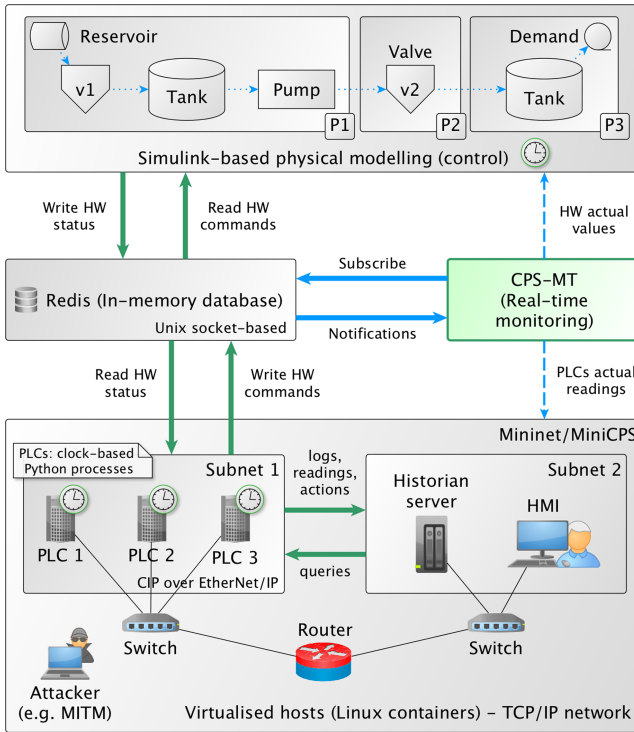 Reservoir
v1
Tank
Pump
P1
Valve
v2
P2
Demand
Tank
P3
Simulink-based physical modelling (control)
Write HW
status
Read HW
commands
HW actual
values
Redis (In-memory database)
Unix socket-based
Subscribe
Notifications
CPS-MT
(Real-time
monitoring)
Read HW
status
Write HW
commands
PLCs actual
readings
Mininet/MiniCPS
PLCs: clock-based
Python processes
Subnet 1
PLC 1
PLC 2
PLC 3
CIP over EtherNet/IP
logs,
readings,
actions
queries
Subnet 2
Historian
server
HMI
Switch
Router
Switch
Attacker
(e.g. MITM)
Virtualised hosts (Linux containers) – TCP/IP network